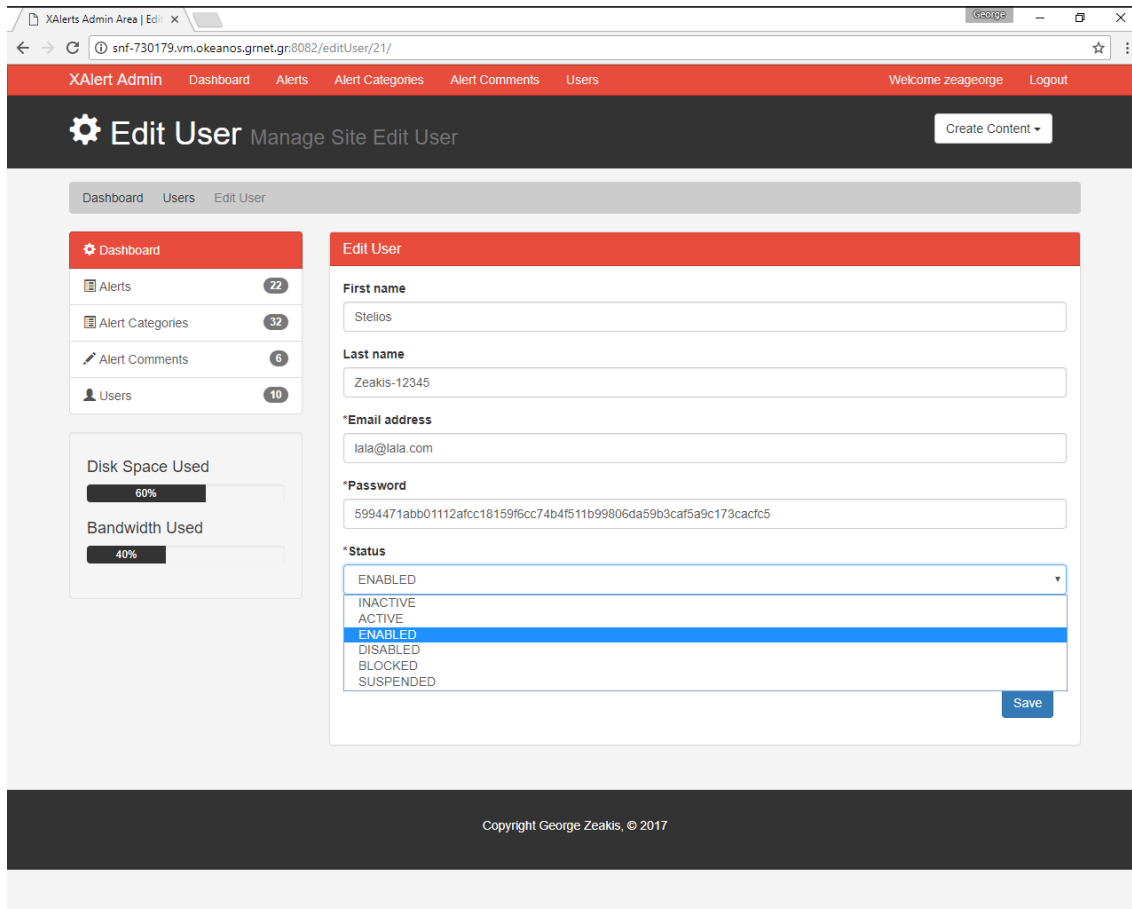 XAlerts Admin Area | Edit
George
snf-730179.vm.okeanos.grnet.gr:8082/editUser/21/
XAlert Admin Dashboard Alerts Alert Categories Alert Comments Users Welcome zeageorge Logout
Edit User Manage Site Edit User
Create Content
Dashboard Users Edit User
Dashboard
Alerts 22
Alert Categories 32
Alert Comments 6
Users 10
Disk Space Used
60%
Bandwidth Used
40%
Edit User
First name
Stelios
Last name
Zeakis-12345
*Email address
lala@lala.com
*Password
5994471abb01112afcc18159f6cc74b4f511b99806da59b3caf5a9c173cacfc5
*Status
ENABLED
INACTIVE
ACTIVE
ENABLED
DISABLED
BLOCKED
SUSPENDED
Save
Copyright George Zeakis, © 2017